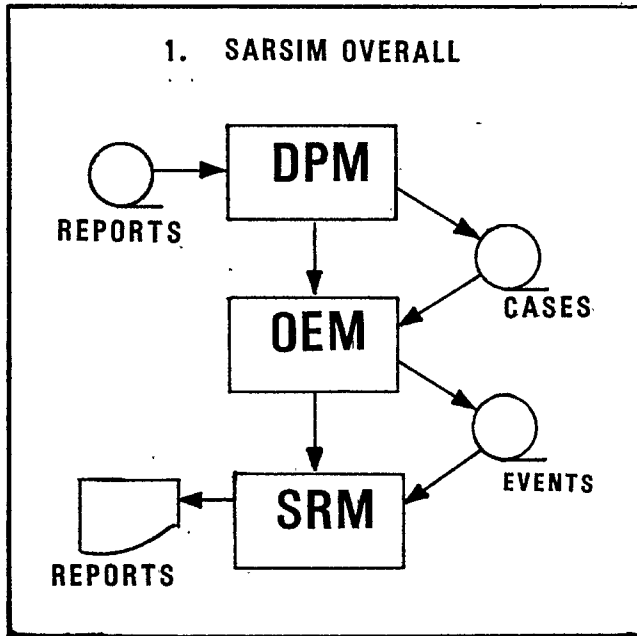 1. SARSIM OVERALL
DPM
REPORTS
CASES
OEM
EVENTS
SRM
REPORTS